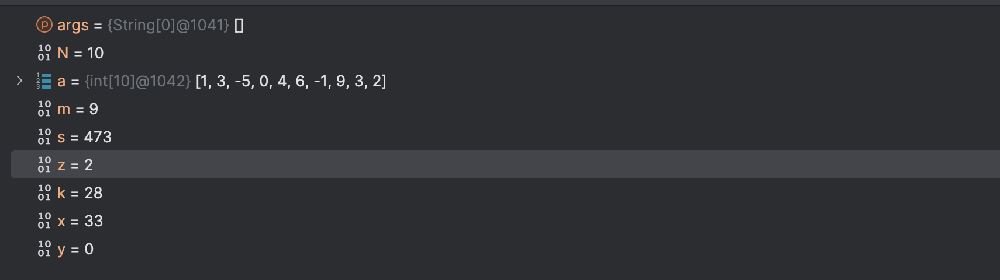 args = {String[0]@1041} []
N = 10
a = {int[10]@1042} [1, 3, -5, 0, 4, 6, -1, 9, 3, 2]
m = 9
s = 473
z = 2
k = 28
x = 33
y = 0